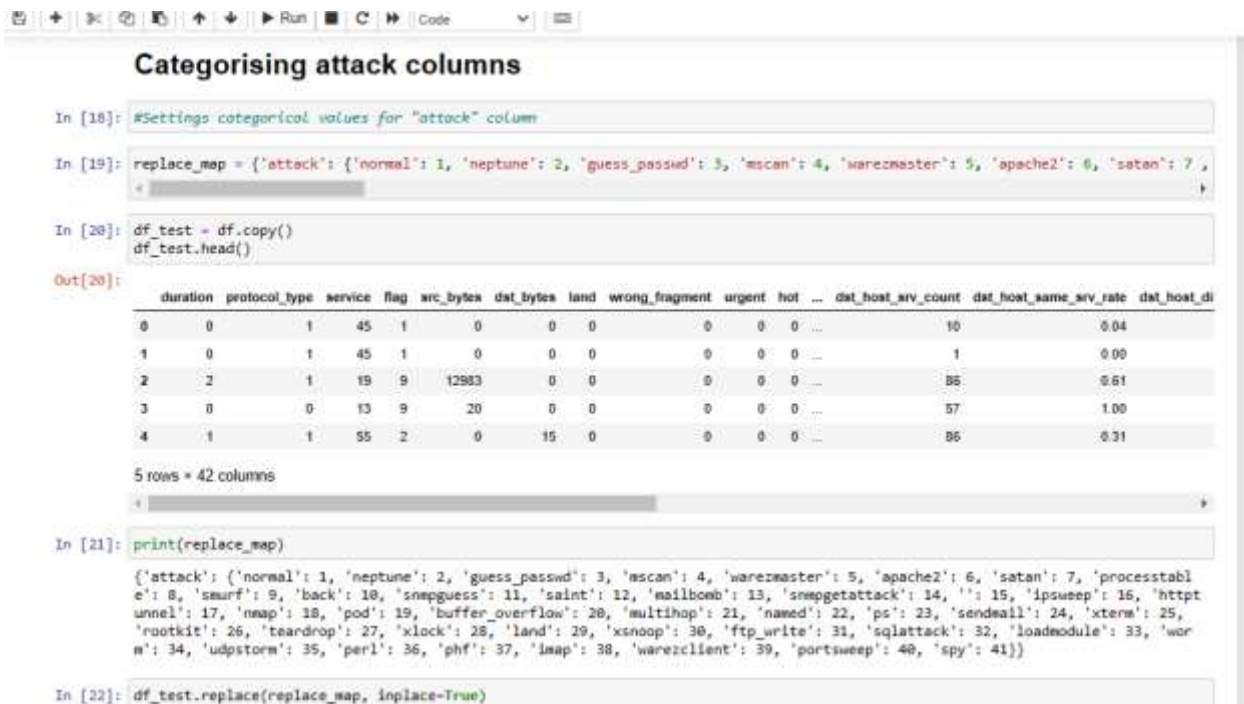 Run Code
Categorising attack columns
In [18]: #Settings categorical values for "attack" column
In [19]: replace_map = {'attack': {'normal': 1, 'neptune': 2, 'guess_passwd': 3, 'mscan': 4, 'warezmaster': 5, 'apache2': 6, 'satan': 7 ,
In [20]: df_test = df.copy()
df_test.head()
Out[20]:
duration protocol_type service flag src_bytes dst_bytes land wrong_fragment urgent hot ... dst_host_srv_count dst_host_same_srv_rate dst_host_di
0 0 1 45 1 0 0 0 0 0 0 ... 10 0.04
1 0 1 45 1 0 0 0 0 0 0 ... 1 0.00
2 2 1 19 9 12983 0 0 0 0 0 ... 86 0.61
3 0 0 13 9 20 0 0 0 0 0 ... 57 1.00
4 1 1 55 2 0 15 0 0 0 0 ... 86 0.31
5 rows × 42 columns
In [21]: print(replace_map)
{'attack': {'normal': 1, 'neptune': 2, 'guess_passwd': 3, 'mscan': 4, 'warezmaster': 5, 'apache2': 6, 'satan': 7, 'processtabl
e': 8, 'smurf': 9, 'back': 10, 'snmpguess': 11, 'saint': 12, 'mailbomb': 13, 'snmpgetattack': 14, '': 15, 'ipsweep': 16, 'httpt
unnel': 17, 'nmap': 18, 'pod': 19, 'buffer_overflow': 20, 'multihop': 21, 'named': 22, 'ps': 23, 'sendmail': 24, 'xterm': 25,
'rootkit': 26, 'teardrop': 27, 'xlock': 28, 'land': 29, 'xsnoop': 30, 'ftp_write': 31, 'sqlattack': 32, 'loadmodule': 33, 'wor
m': 34, 'udpstorm': 35, 'perl': 36, 'phf': 37, 'imap': 38, 'warezclient': 39, 'portsweep': 40, 'spy': 41}}
In [22]: df_test.replace(replace_map, inplace=True)